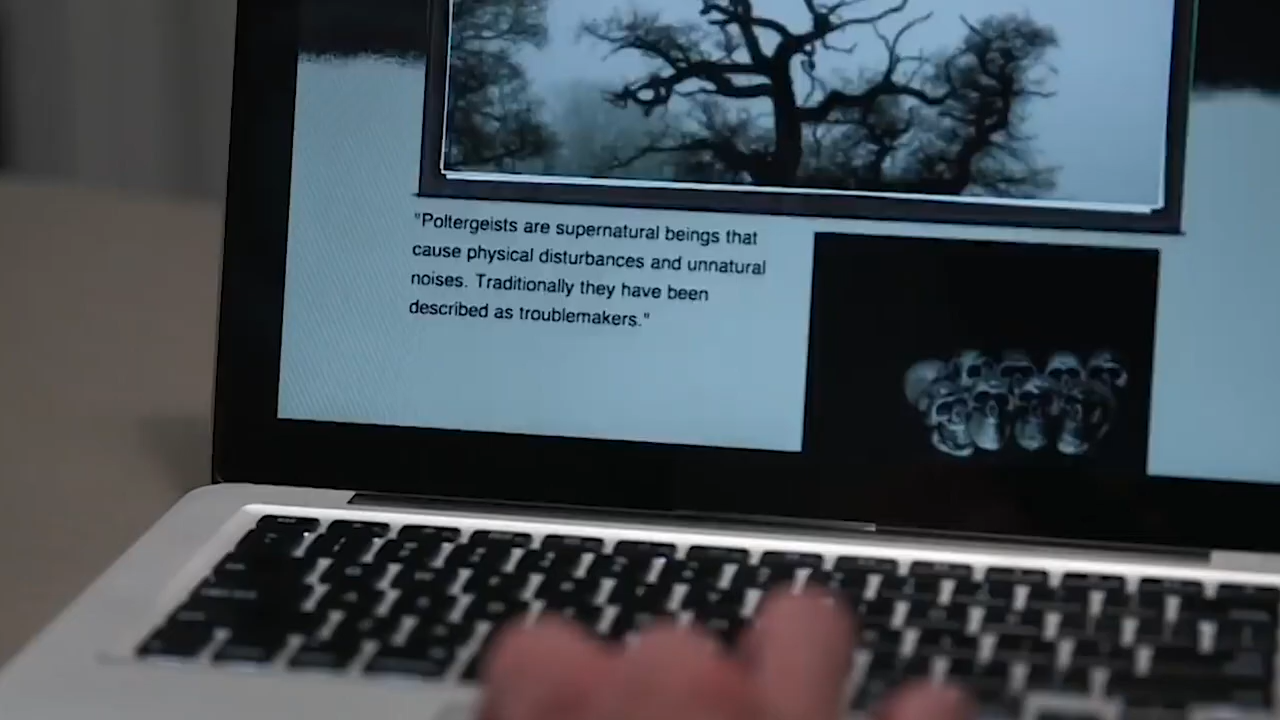 "Poltergeists are supernatural beings that
cause physical disturbances and unnatural
noises. Traditionally they have been
described as troublemakers."